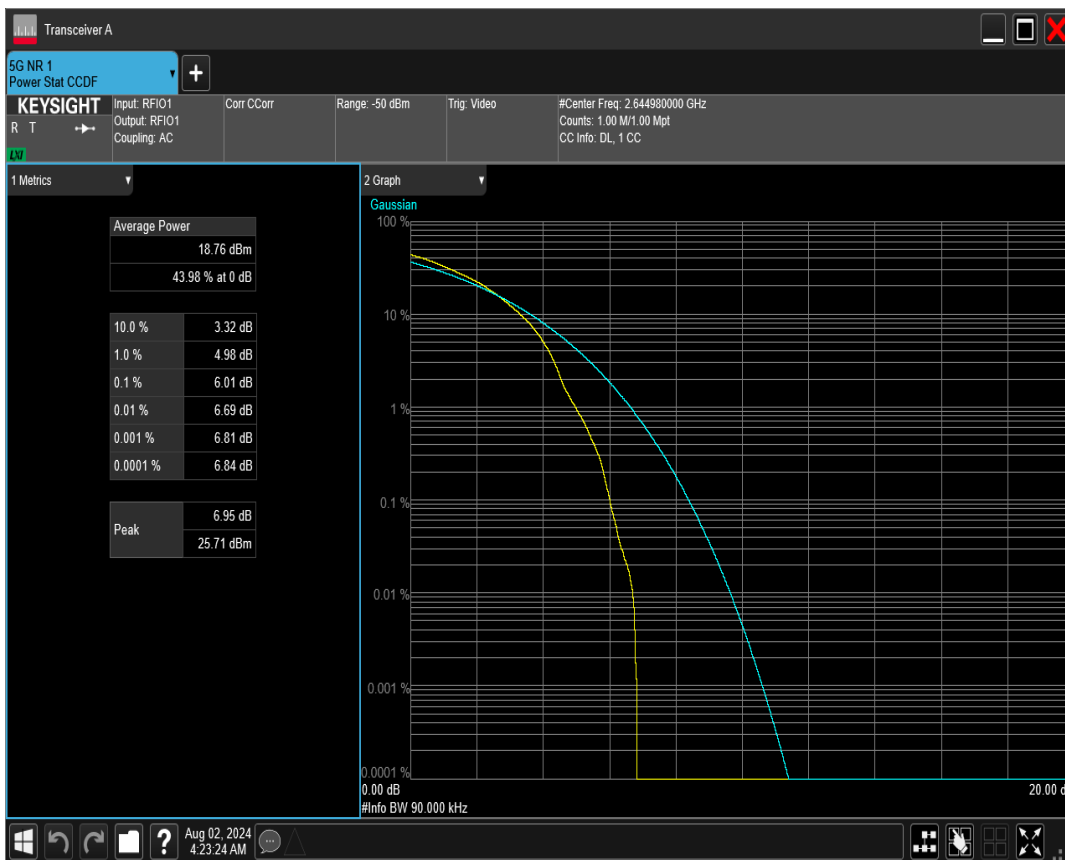 Transceiver A
5G NR 1
Power Stat CCDF
+
KEYSIGHT
R T
LXI
Input: RFIO1
Output: RFIO1
Coupling: AC
Corr CCorr
Range: -50 dBm
Trig: Video
#Center Freq: 2.644980000 GHz
Counts: 1.00 M/1.00 Mpt
CC Info: DL, 1 CC
1 Metrics
Average Power
18.76 dBm
43.98 % at 0 dB
10.0 % 3.32 dB
1.0 % 4.98 dB
0.1 % 6.01 dB
0.01 % 6.69 dB
0.001 % 6.81 dB
0.0001 % 6.84 dB
Peak 6.95 dB
25.71 dBm
2 Graph
Gaussian
100 %
10 %
1 %
0.1 %
0.01 %
0.001 %
0.0001 %
0.00 dB 20.00 d
#Info BW 90.000 kHz
?
Aug 02, 2024
4:23:24 AM